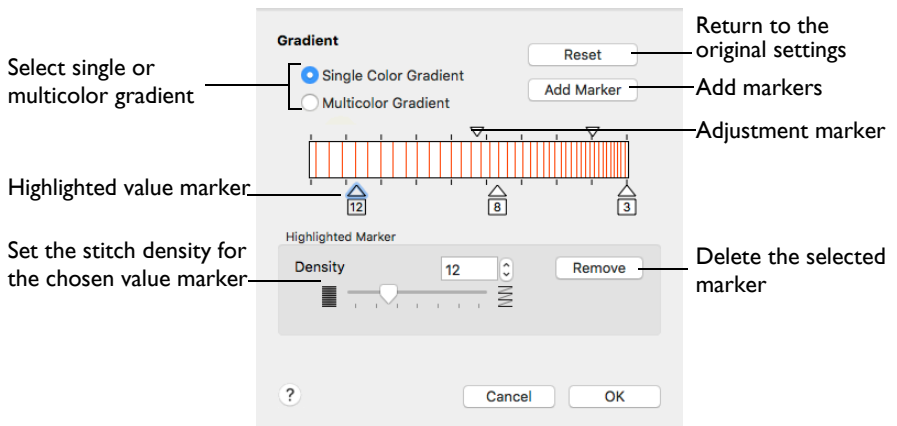 Gradient
Select single or
multicolor gradient
Single Color Gradient
Multicolor Gradient
Reset
Return to the
original settings
Add Marker
Add markers
Adjustment marker
Highlighted value marker
12
8
3
Highlighted Marker
Set the stitch density for
the chosen value marker
Density
12
Remove
Delete the selected
marker
?
Cancel
OK